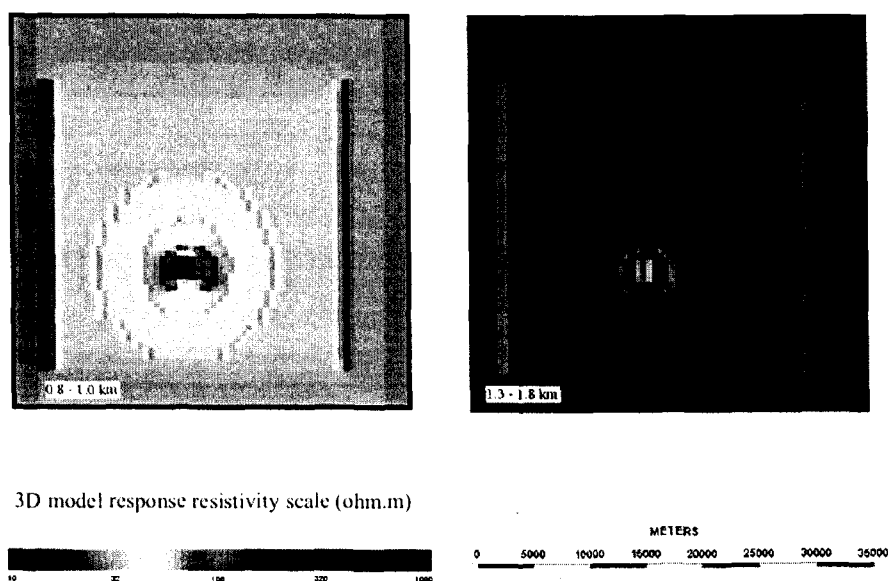 0.8 - 1.0 km
1.3 - 1.8 km
3D model response resistivity scale (ohm.m)
10 32 100 320 1000
METERS
0 5000 10000 15000 20000 25000 30000 35000